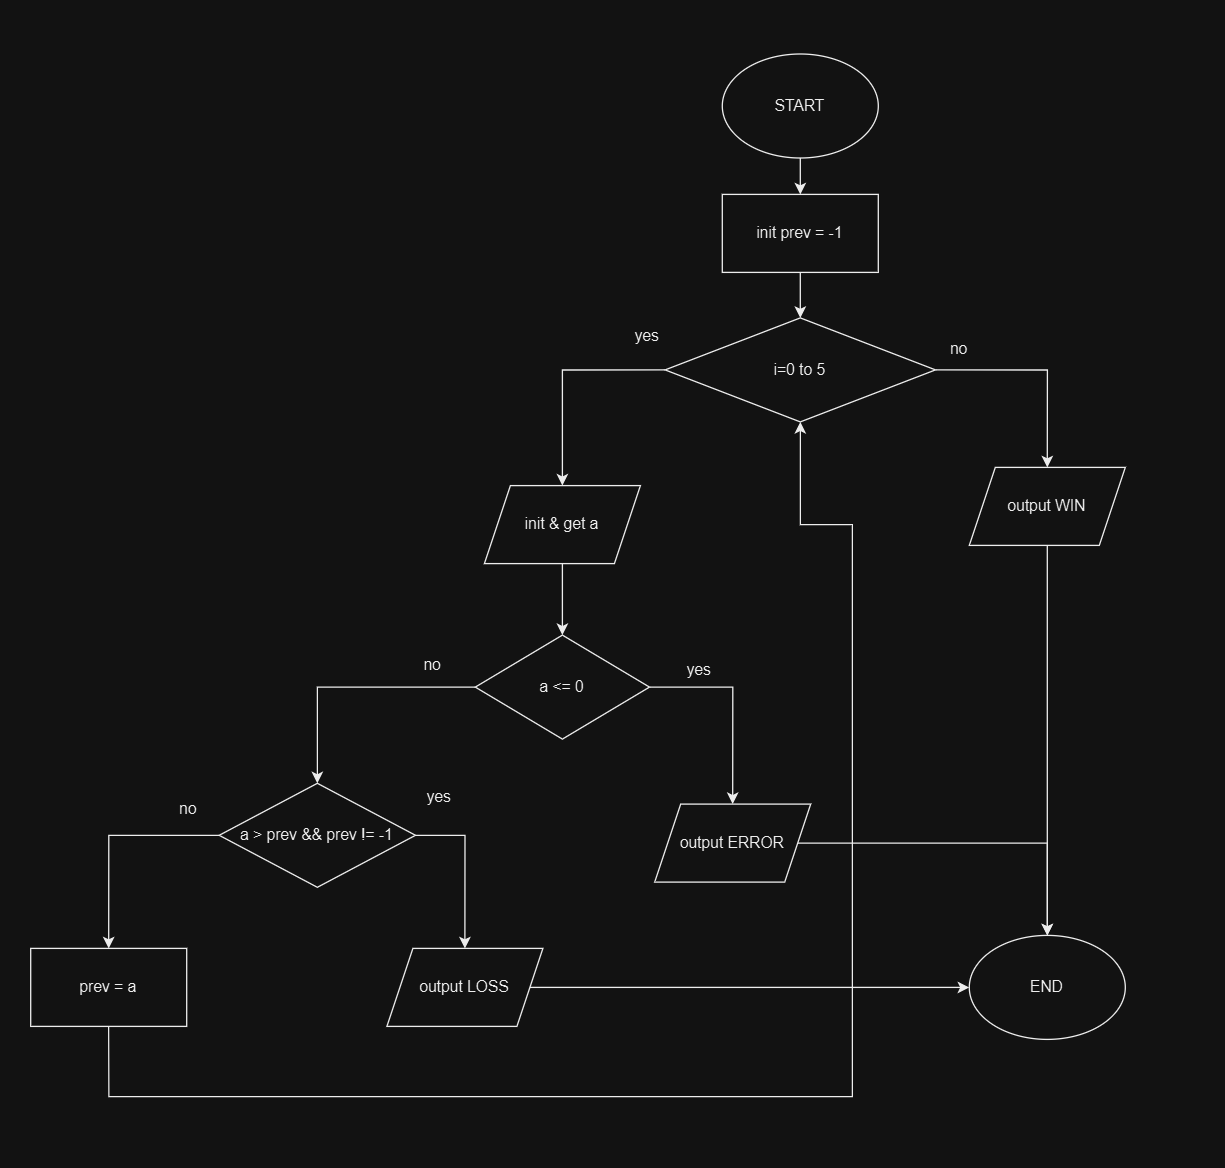 START
init prev = -1
yes
no
i=0 to 5
init & get a
output WIN
no
yes
a <= 0
no
yes
a > prev && prev != -1
output ERROR
prev = a
output LOSS
END